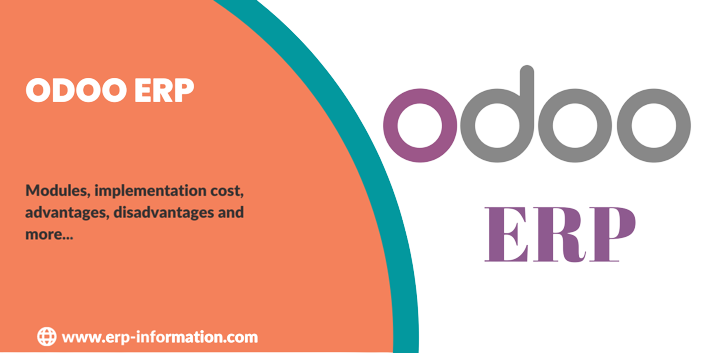 ODOO ERP
Modules, implementation cost,
advantages, disadvantages and
more...
www.erp-information.com
odoo
ERP